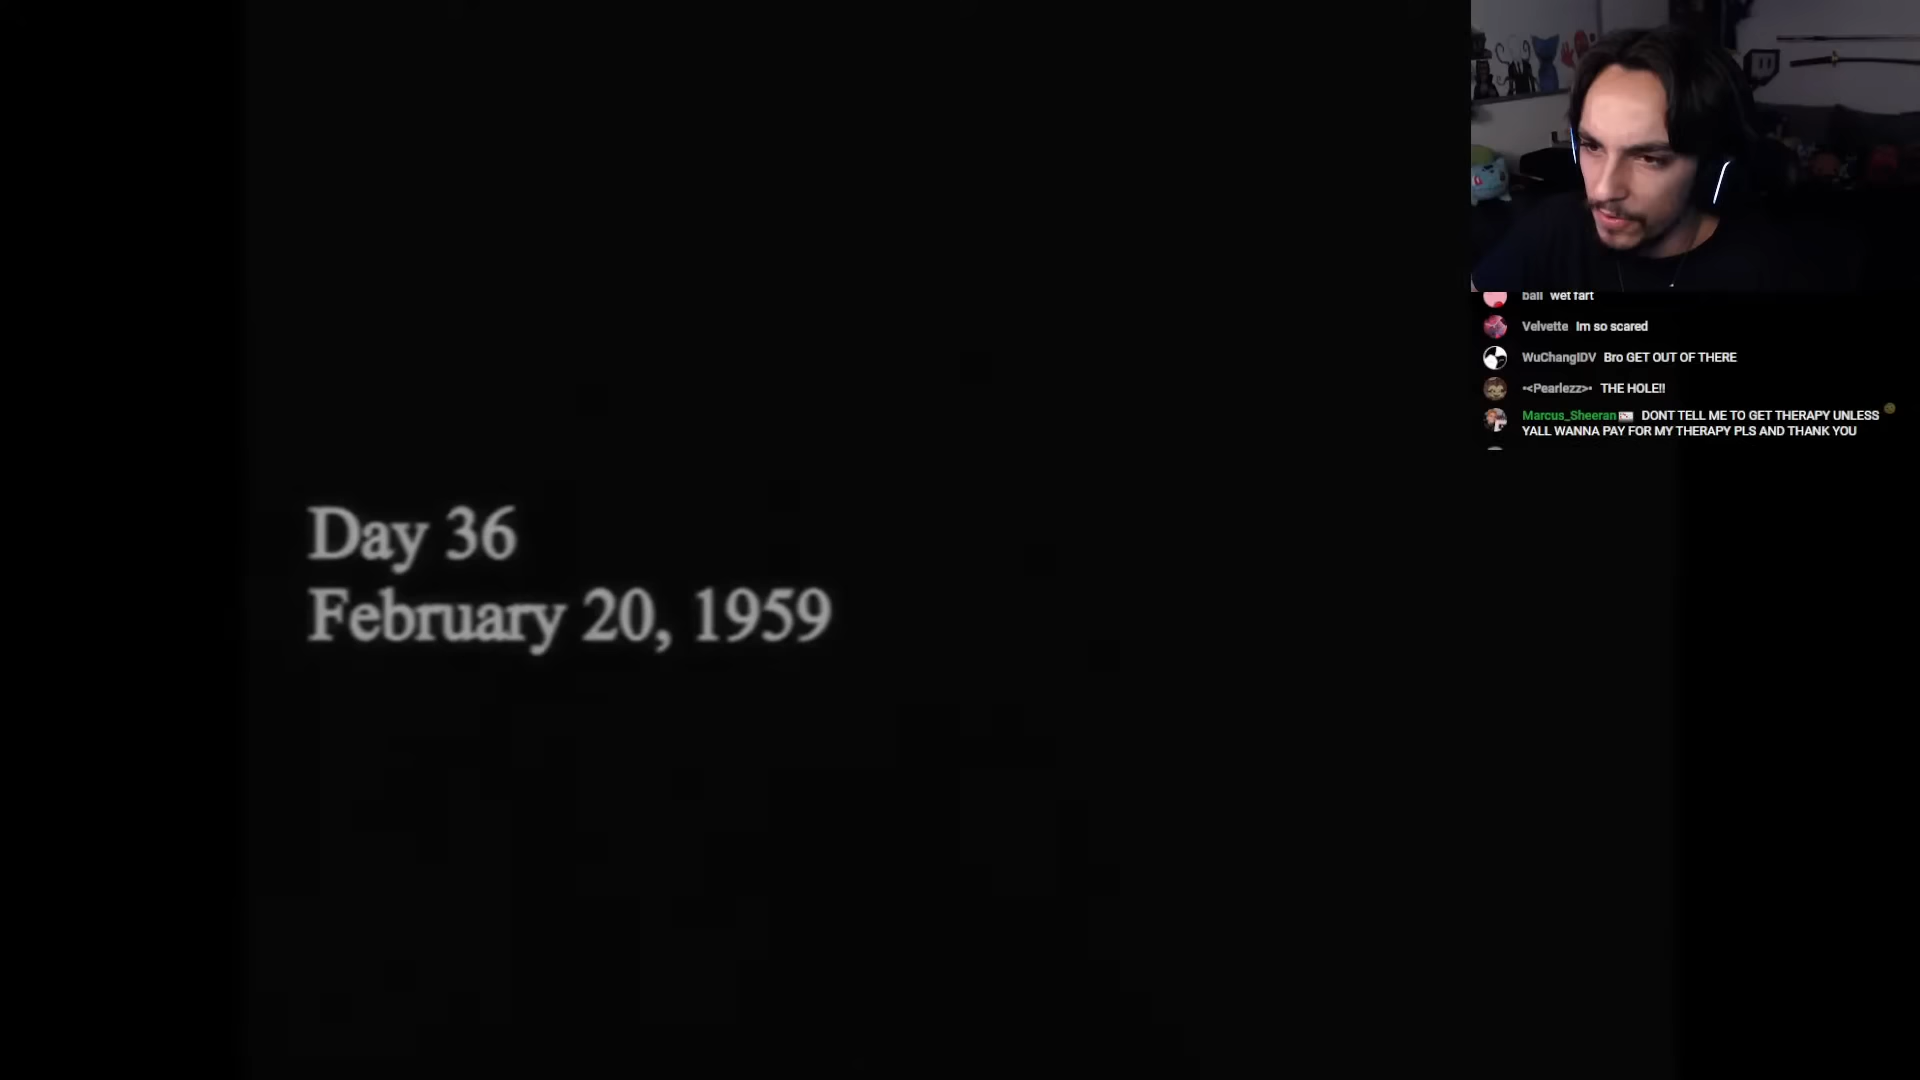 Day 36
February 20, 1959
ball wet fart
Velvette Im so scared
WuChangIDV Bro GET OUT OF THERE
•<Pearlezz>• THE HOLE!!
Marcus_Sheeran DONT TELL ME TO GET THERAPY UNLESS
YALL WANNA PAY FOR MY THERAPY PLS AND THANK YOU